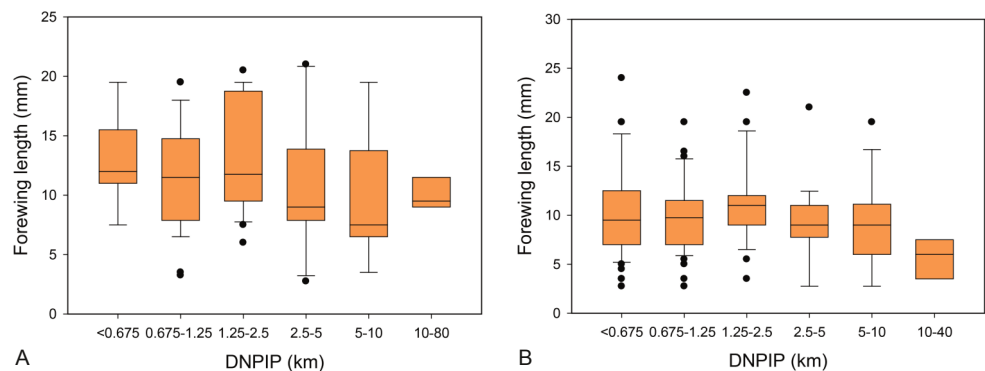 25
20
15
10
5
0
Forewing length (mm)
<0.675 0.675-1.25 1.25-2.5 2.5-5 5-10 10-80
DNPIP (km)
A
30
25
20
15
10
5
0
Forewing length (mm)
<0.675 0.675-1.25 1.25-2.5 2.5-5 5-10 10-40
DNPIP (km)
B